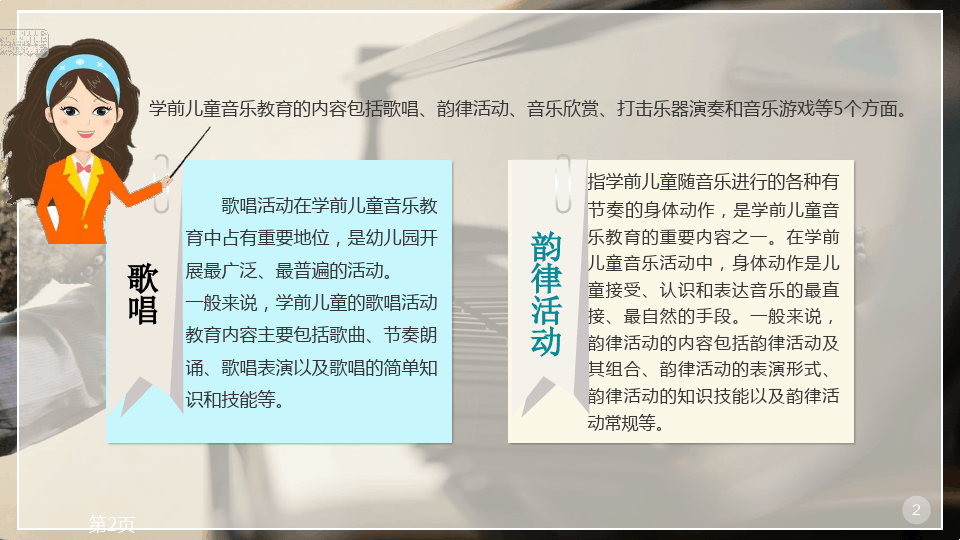 学前儿童音乐教育的内容包括歌唱、韵律活动、音乐欣赏、打击乐器演奏和音乐游戏等5个方面。
歌唱
歌唱活动在学前儿童音乐教
育中占有重要地位，是幼儿园开
展最广泛、最普遍的活动。
一般来说，学前儿童的歌唱活动
教育内容主要包括歌曲、节奏朗
诵、歌唱表演以及歌唱的简单知
识和技能等。
韵律活动
指学前儿童随音乐进行的各种有
节奏的身体动作，是学前儿童音
乐教育的重要内容之一。在学前
儿童音乐活动中，身体动作是儿
童接受、认识和表达音乐的最直
接、最自然的手段。一般来说，
韵律活动的内容包括韵律活动及
其组合、韵律活动的表演形式、
韵律活动的知识技能以及韵律活
动常规等。
第2页
2